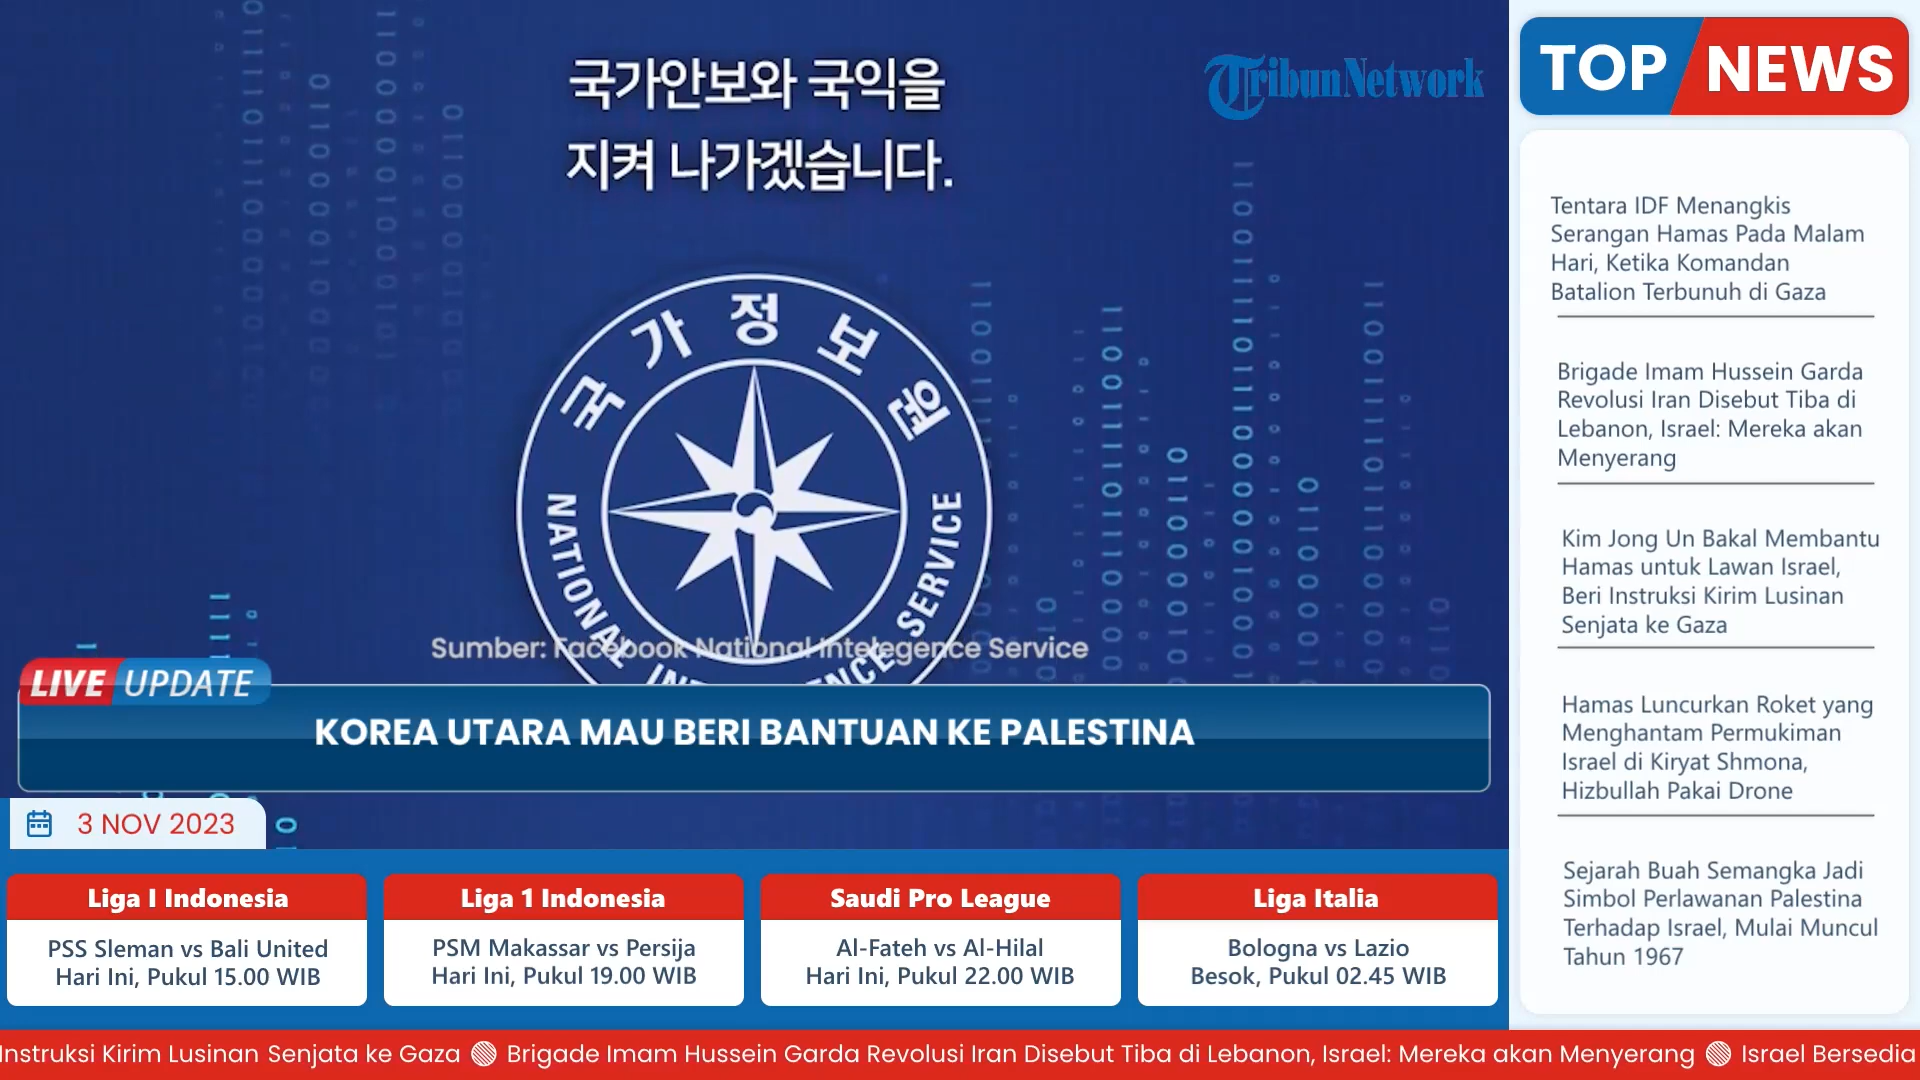 국가안보와 국익을
지켜 나가겠습니다.
TribunNetwork
국가정보원
NATIONAL INTELLIGENCE SERVICE
Sumber: Facebook National Intelegence Service
LIVE UPDATE
KOREA UTARA MAU BERI BANTUAN KE PALESTINA
3 NOV 2023
TOP NEWS
Tentara IDF Menangkis
Serangan Hamas Pada Malam
Hari, Ketika Komandan
Batalion Terbunuh di Gaza
Brigade Imam Hussein Garda
Revolusi Iran Disebut Tiba di
Lebanon, Israel: Mereka akan
Menyerang
Kim Jong Un Bakal Membantu
Hamas untuk Lawan Israel,
Beri Instruksi Kirim Lusinan
Senjata ke Gaza
Hamas Luncurkan Roket yang
Menghantam Permukiman
Israel di Kiryat Shmona,
Hizbullah Pakai Drone
Sejarah Buah Semangka Jadi
Simbol Perlawanan Palestina
Terhadap Israel, Mulai Muncul
Tahun 1967
Liga I Indonesia
PSS Sleman vs Bali United
Hari Ini, Pukul 15.00 WIB
Liga 1 Indonesia
PSM Makassar vs Persija
Hari Ini, Pukul 19.00 WIB
Saudi Pro League
Al-Fateh vs Al-Hilal
Hari Ini, Pukul 22.00 WIB
Liga Italia
Bologna vs Lazio
Besok, Pukul 02.45 WIB
Instruksi Kirim Lusinan Senjata ke Gaza Brigade Imam Hussein Garda Revolusi Iran Disebut Tiba di Lebanon, Israel: Mereka akan Menyerang Israel Bersedia